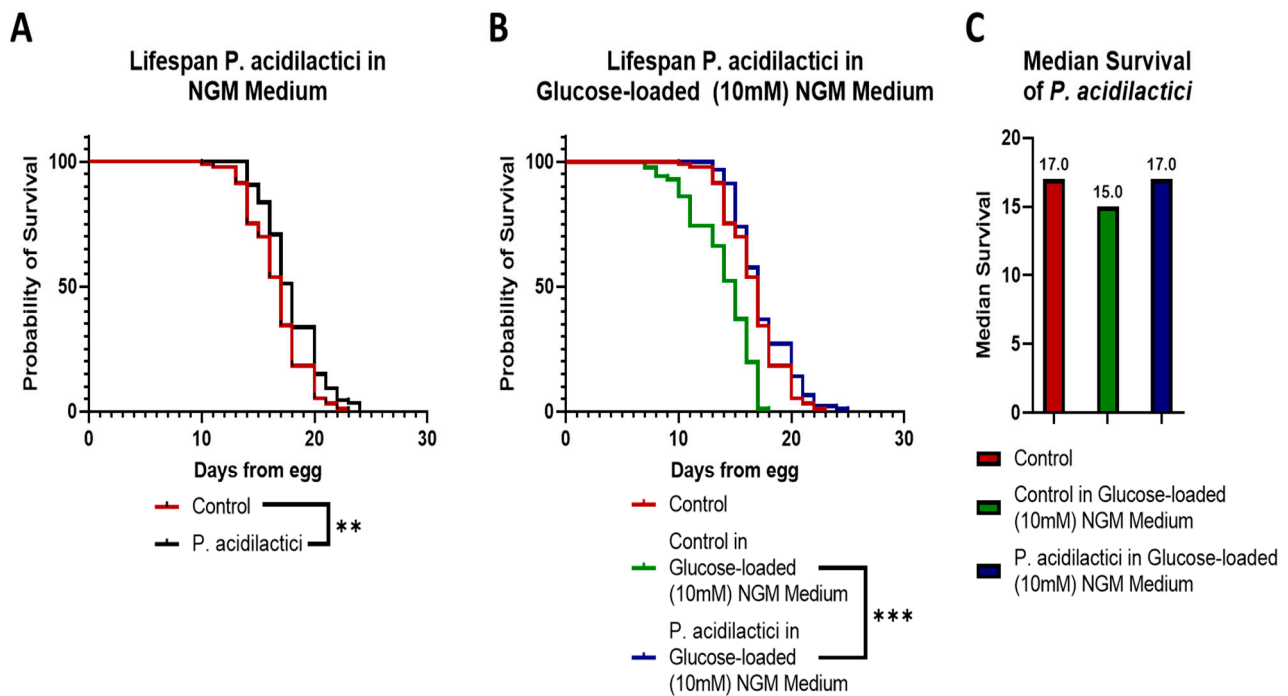 A
Lifespan P. acidilactici in
NGM Medium
Probability of Survival
100
50
0
0
10
20
30
Days from egg
Control
P. acidilactici
**
B
Lifespan P. acidilactici in
Glucose-loaded (10mM) NGM Medium
Probability of Survival
100
50
0
0
10
20
30
Days from egg
Control
Control in
Glucose-loaded
(10mM) NGM Medium
P. acidilactici in
Glucose-loaded
(10mM) NGM Medium
***
C
Median Survival
of P. acidilactici
Median Survival
20
15
10
5
0
17.0
15.0
17.0
Control
Control in Glucose-loaded
(10mM) NGM Medium
P. acidilactici in Glucose-loaded
(10mM) NGM Medium